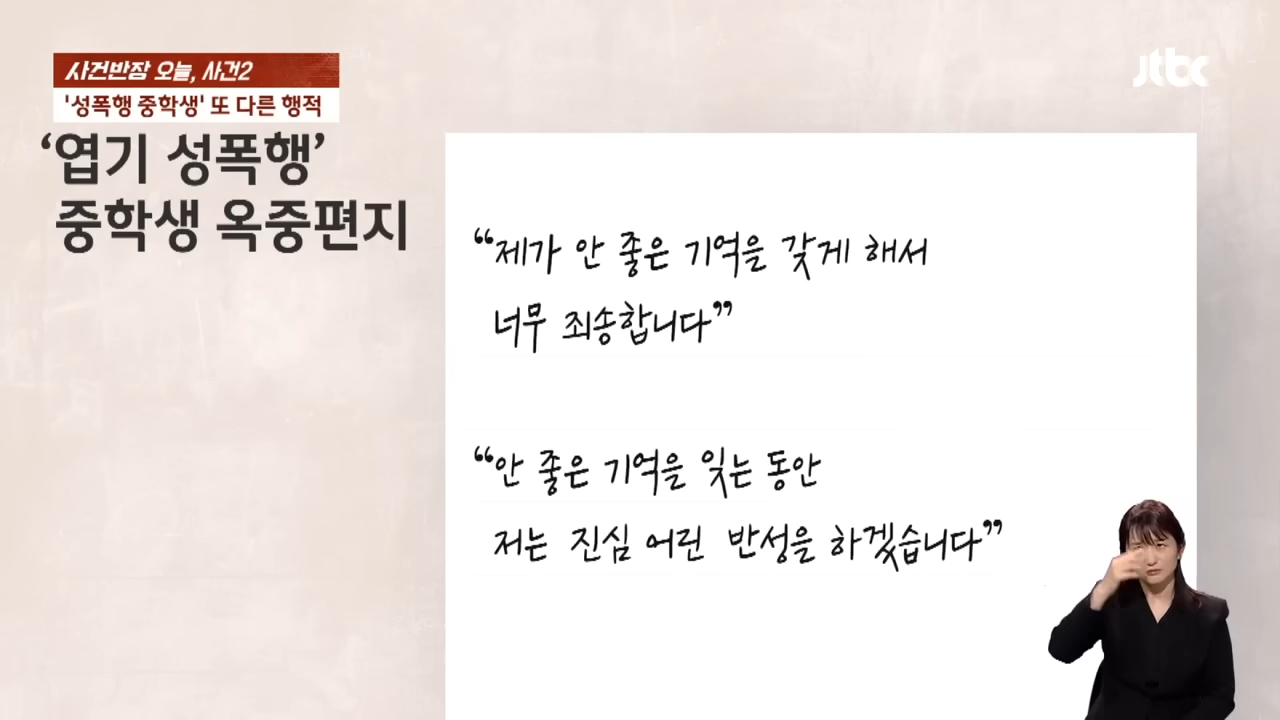 사건반장 오늘, 사건2
'성폭행 중학생' 또 다른 행적
jtbc
‘엽기 성폭행’
중학생 옥중편지
“제가 안 좋은 기억을 갖게 해서
너무 죄송합니다”
“안 좋은 기억을 잊는 동안
저는 진심 어린 반성을 하겠습니다”